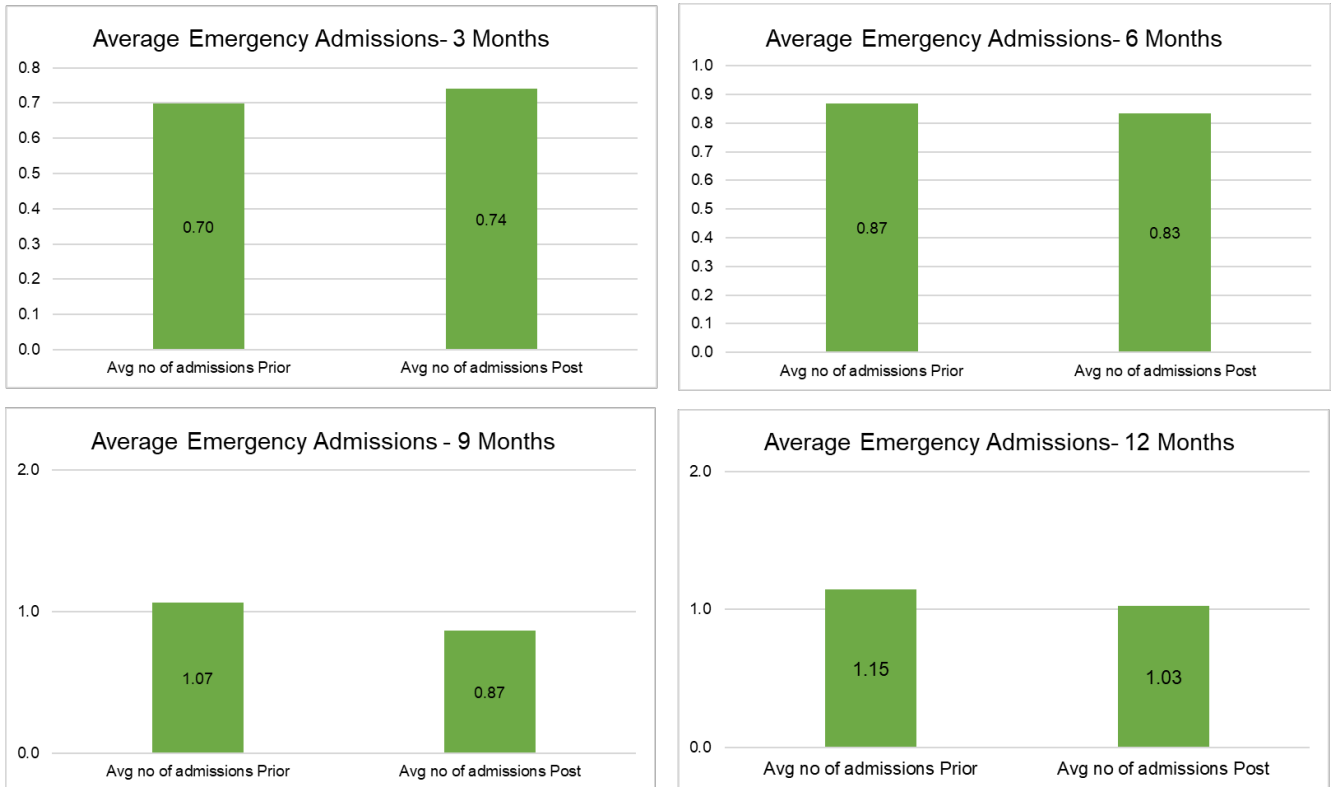 Average Emergency Admissions- 3 Months
0.8
0.7
0.6
0.5
0.4
0.3
0.2
0.1
0.0
0.70
0.74
Avg no of admissions Prior
Avg no of admissions Post
Average Emergency Admissions- 6 Months
1.0
0.9
0.8
0.7
0.6
0.5
0.4
0.3
0.2
0.1
0.0
0.87
0.83
Avg no of admissions Prior
Avg no of admissions Post
Average Emergency Admissions - 9 Months
2.0
1.0
0.0
1.07
0.87
Avg no of admissions Prior
Avg no of admissions Post
Average Emergency Admissions- 12 Months
2.0
1.0
0.0
1.15
1.03
Avg no of admissions Prior
Avg no of admissions Post